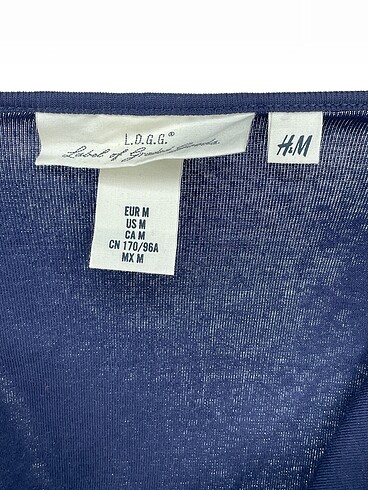 L.O.G.G.®
Label of Graded Goods.
H&M
EUR M
US M
CA M
CN 170/96A
MX M